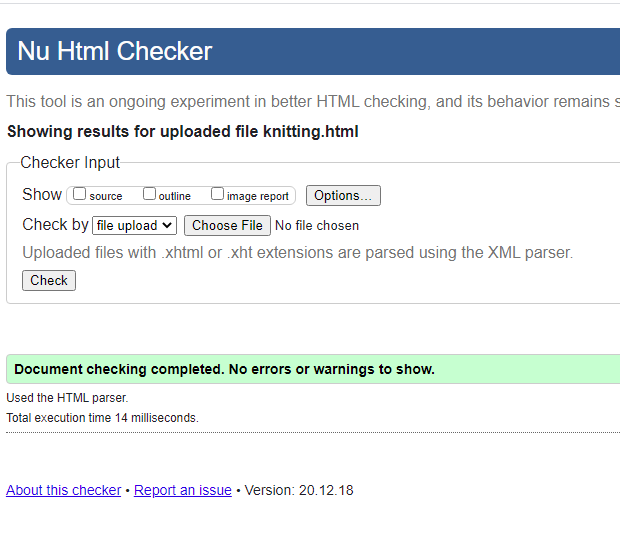 Nu Html Checker
This tool is an ongoing experiment in better HTML checking, and its behavior remains s
Showing results for uploaded file knitting.html
Checker Input
Show source outline image report Options...
Check by file upload Choose File No file chosen
Uploaded files with .xhtml or .xht extensions are parsed using the XML parser.
Check
Document checking completed. No errors or warnings to show.
Used the HTML parser.
Total execution time 14 milliseconds.
About this checker • Report an issue • Version: 20.12.18